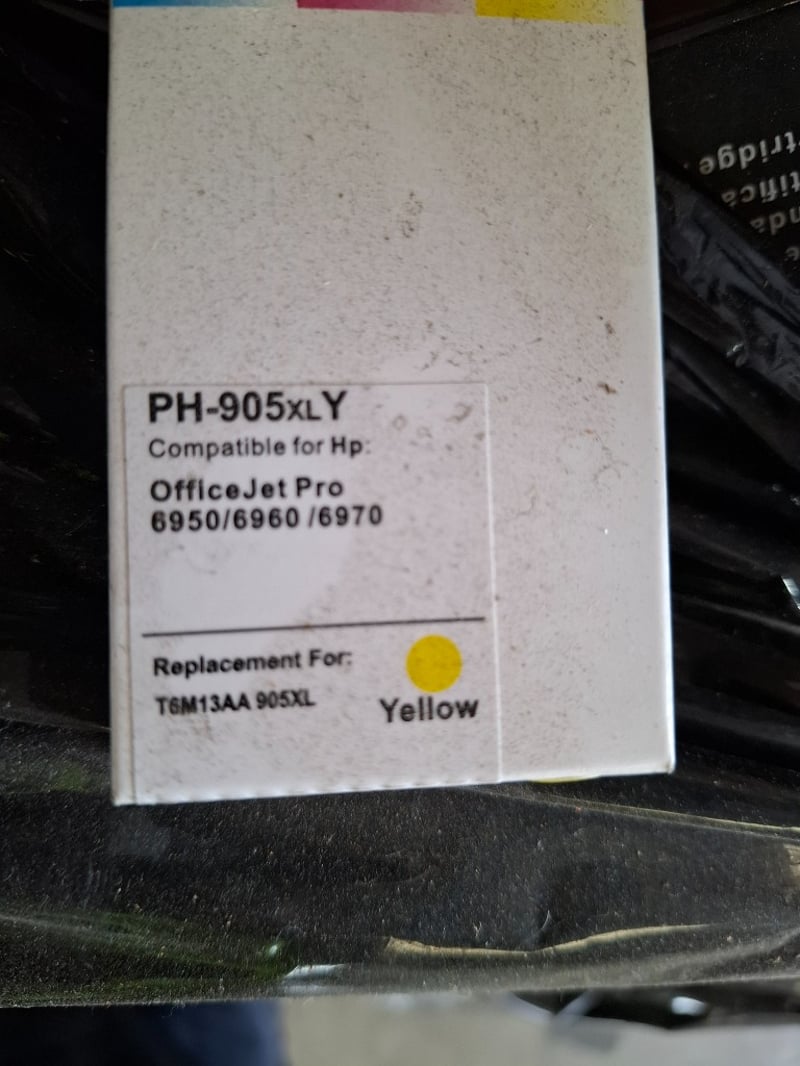 PH-905XLY
Compatible for Hp:
OfficeJet Pro
6950/6960 /6970
Replacement For:
T6M13AA 905XL
Yellow